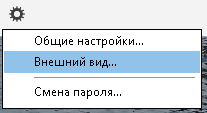 Общие настройки...
Внешний вид...
Смена пароля...